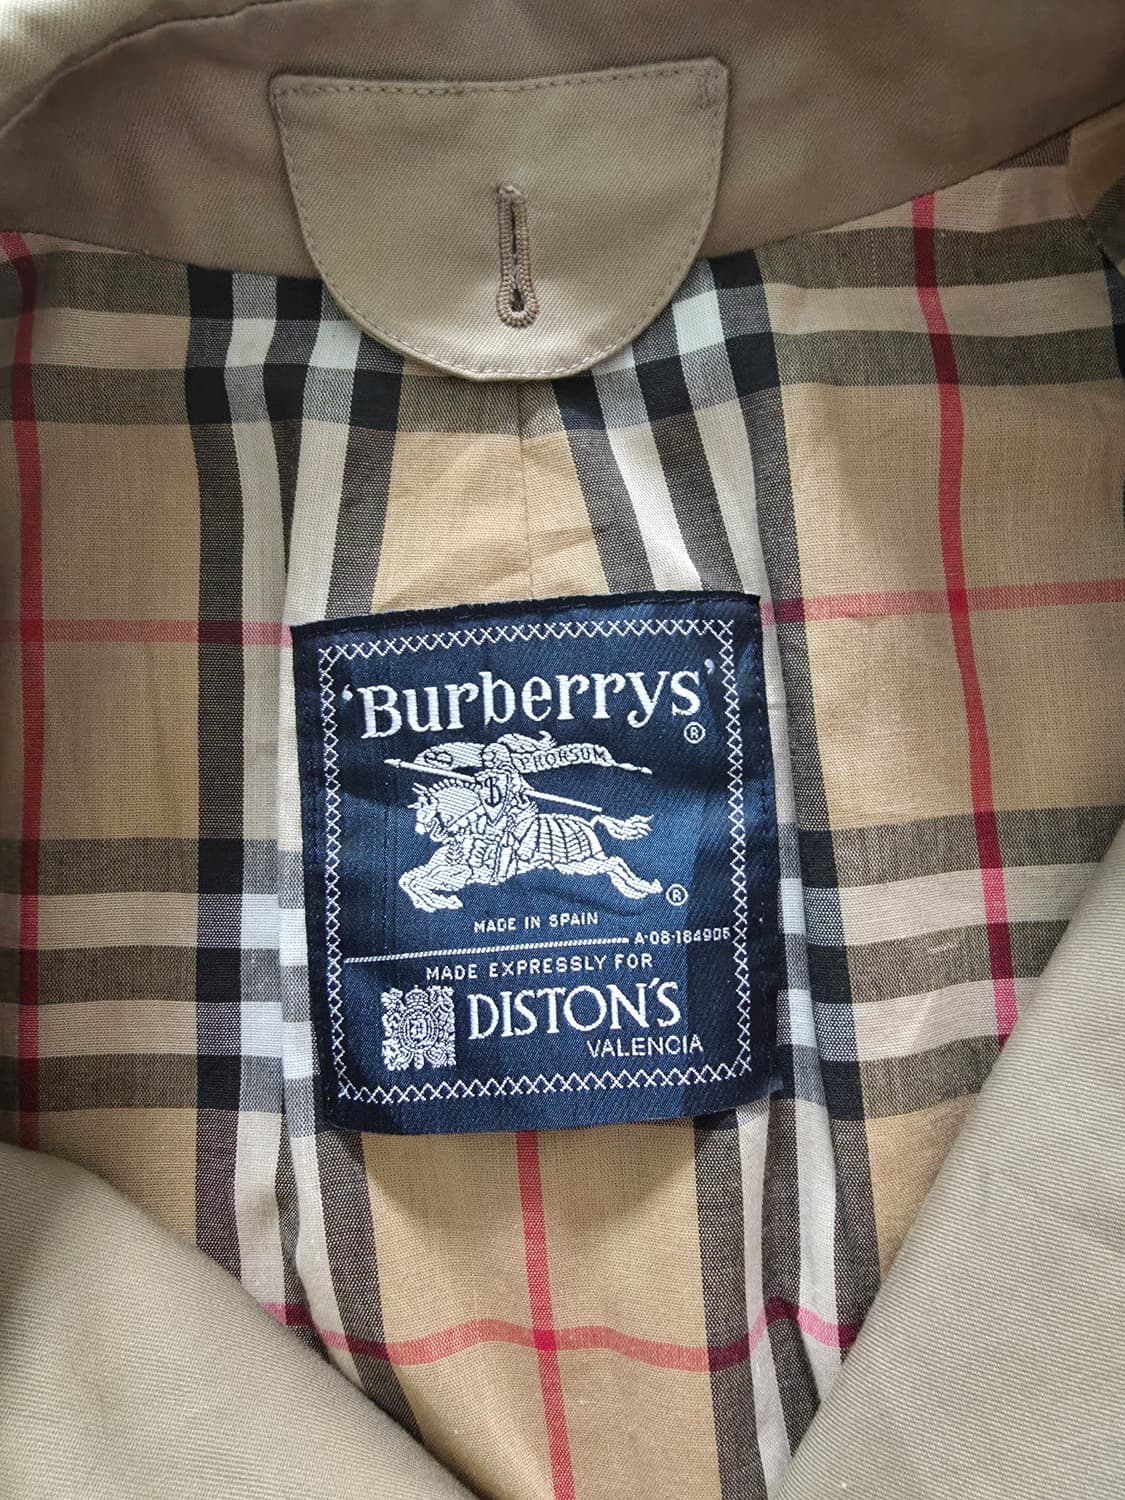 'Burberrys'®
PRORSUM
B
®
MADE IN SPAIN
A-08-184905
MADE EXPRESSLY FOR
DISTON'S
VALENCIA